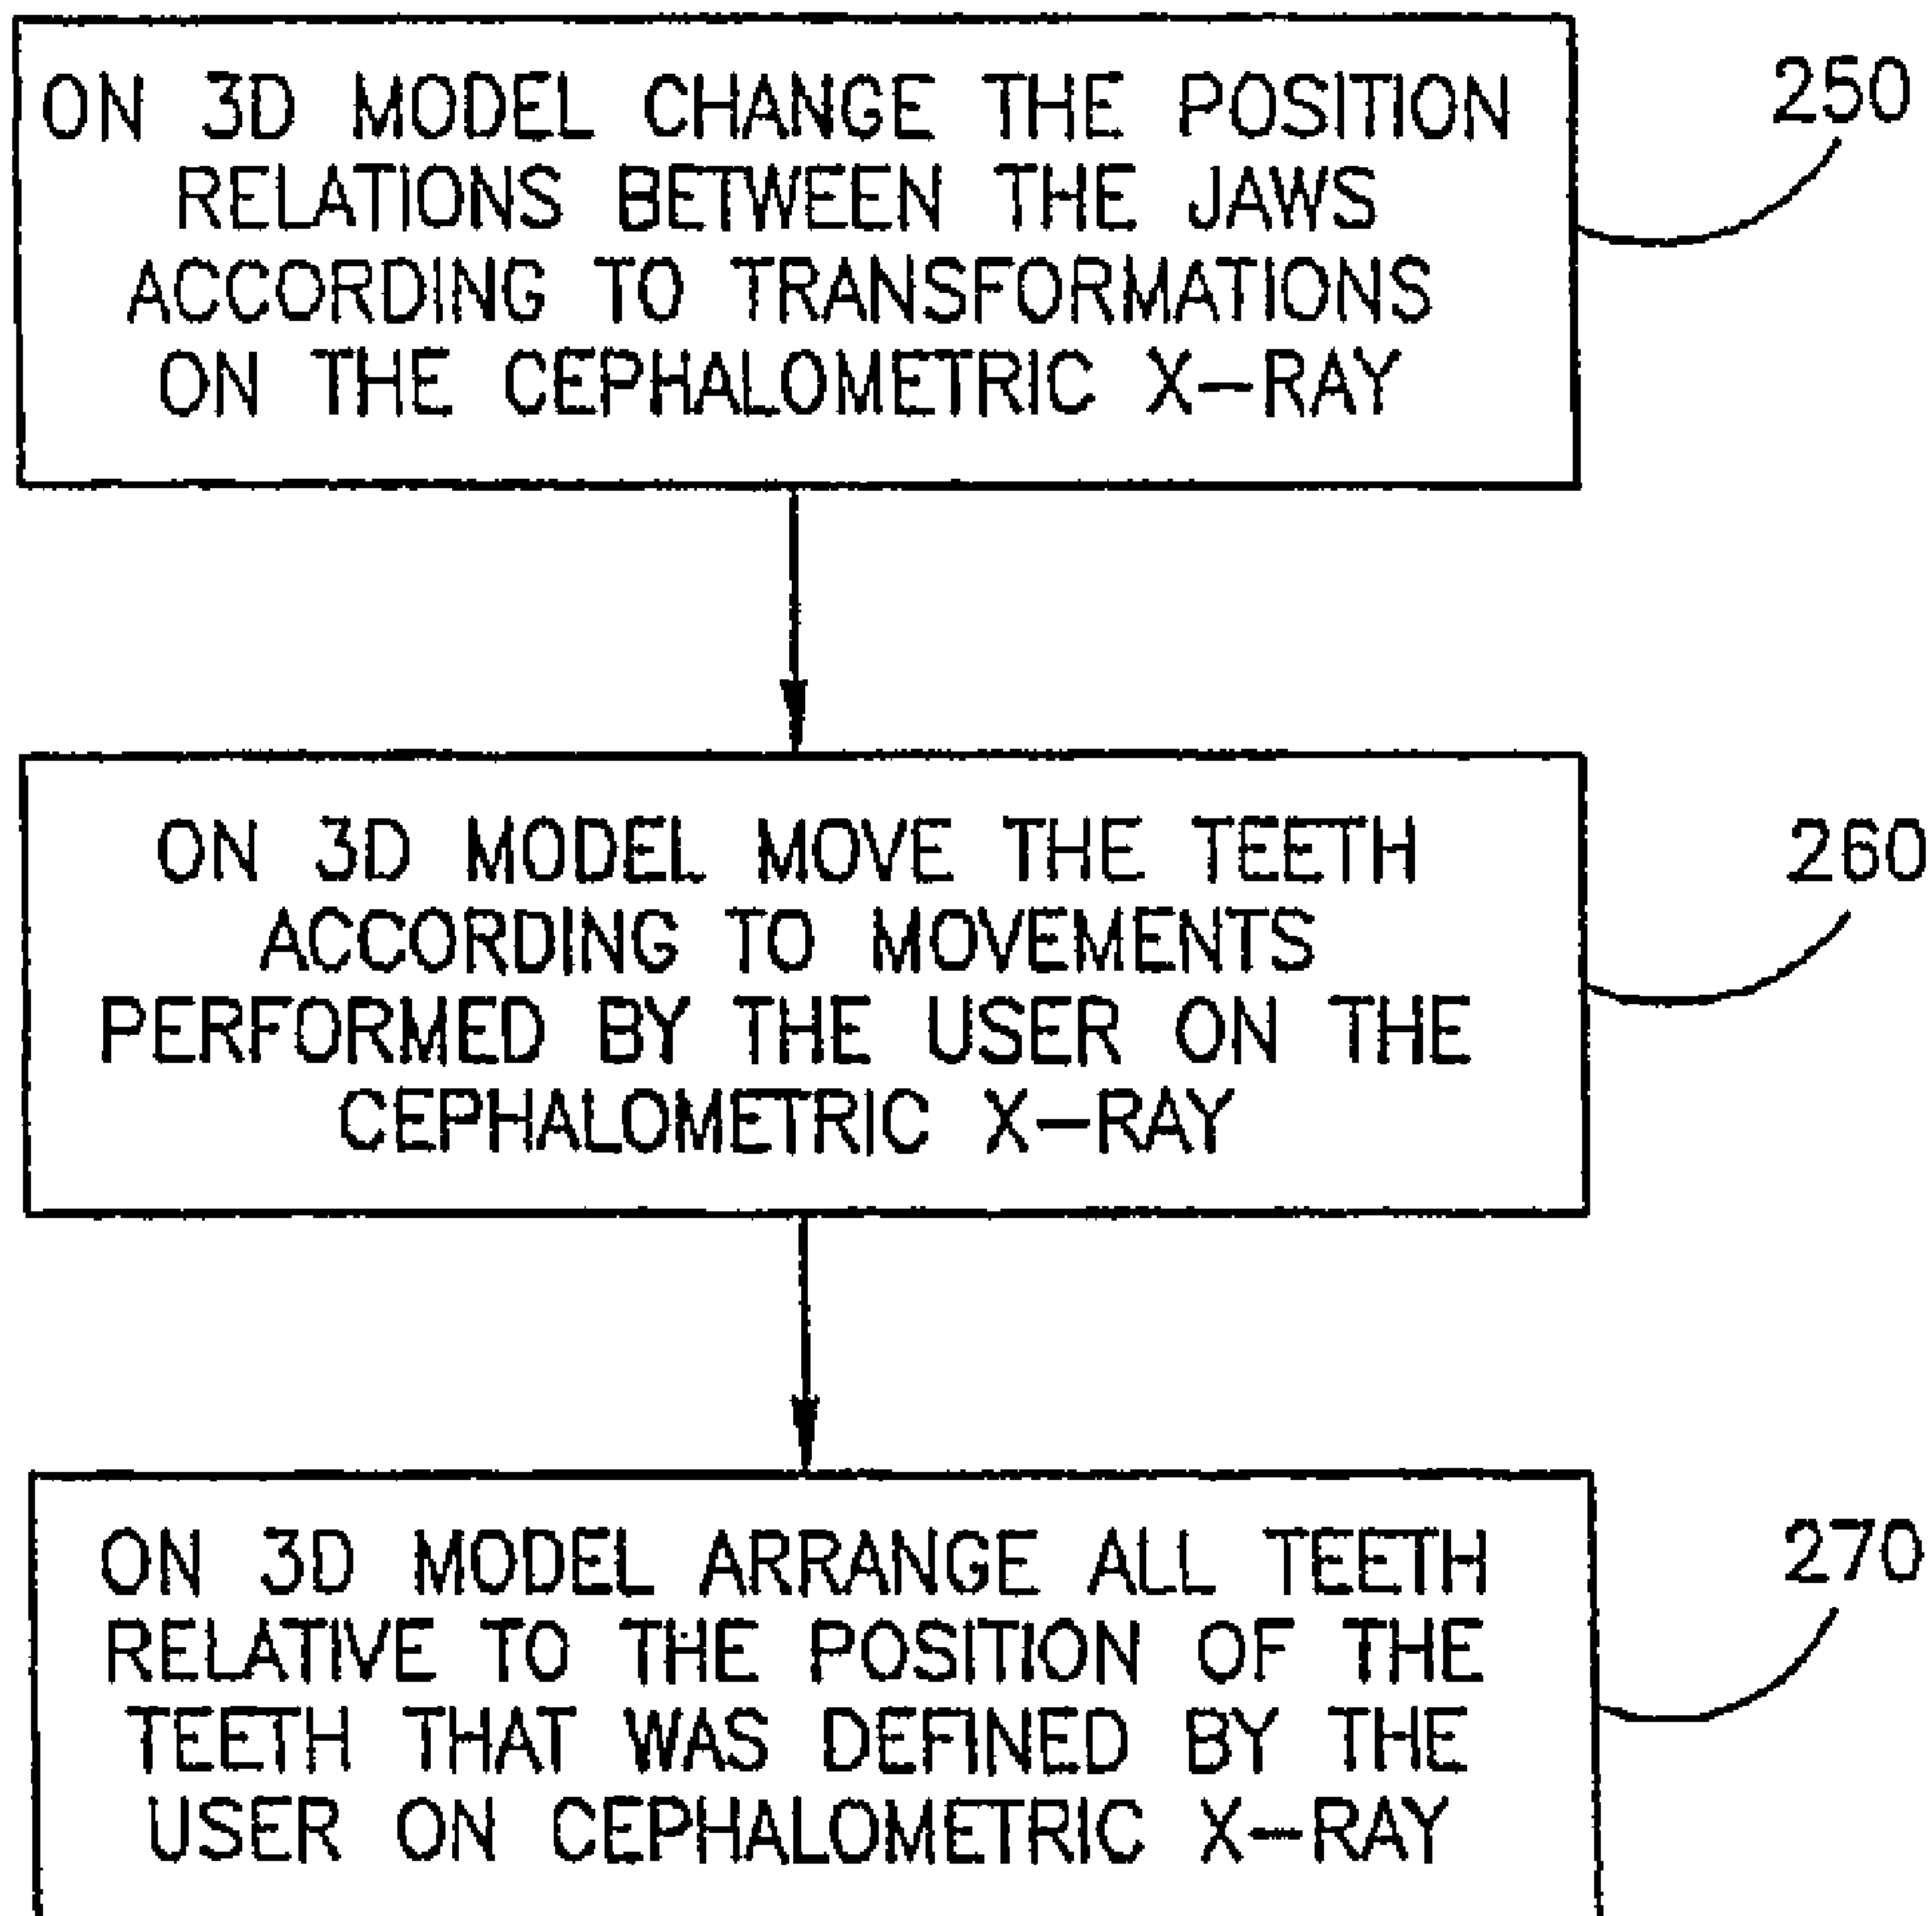 ON 3D MODEL CHANGE THE POSITION
RELATIONS BETWEEN THE JAWS
ACCORDING TO TRANSFORMATIONS
ON THE CEPHALOMETRIC X-RAY
250
ON 3D MODEL MOVE THE TEETH
ACCORDING TO MOVEMENTS
PERFORMED BY THE USER ON THE
CEPHALOMETRIC X-RAY
260
ON 3D MODEL ARRANGE ALL TEETH
RELATIVE TO THE POSITION OF THE
TEETH THAT WAS DEFINED BY THE
USER ON CEPHALOMETRIC X-RAY
270